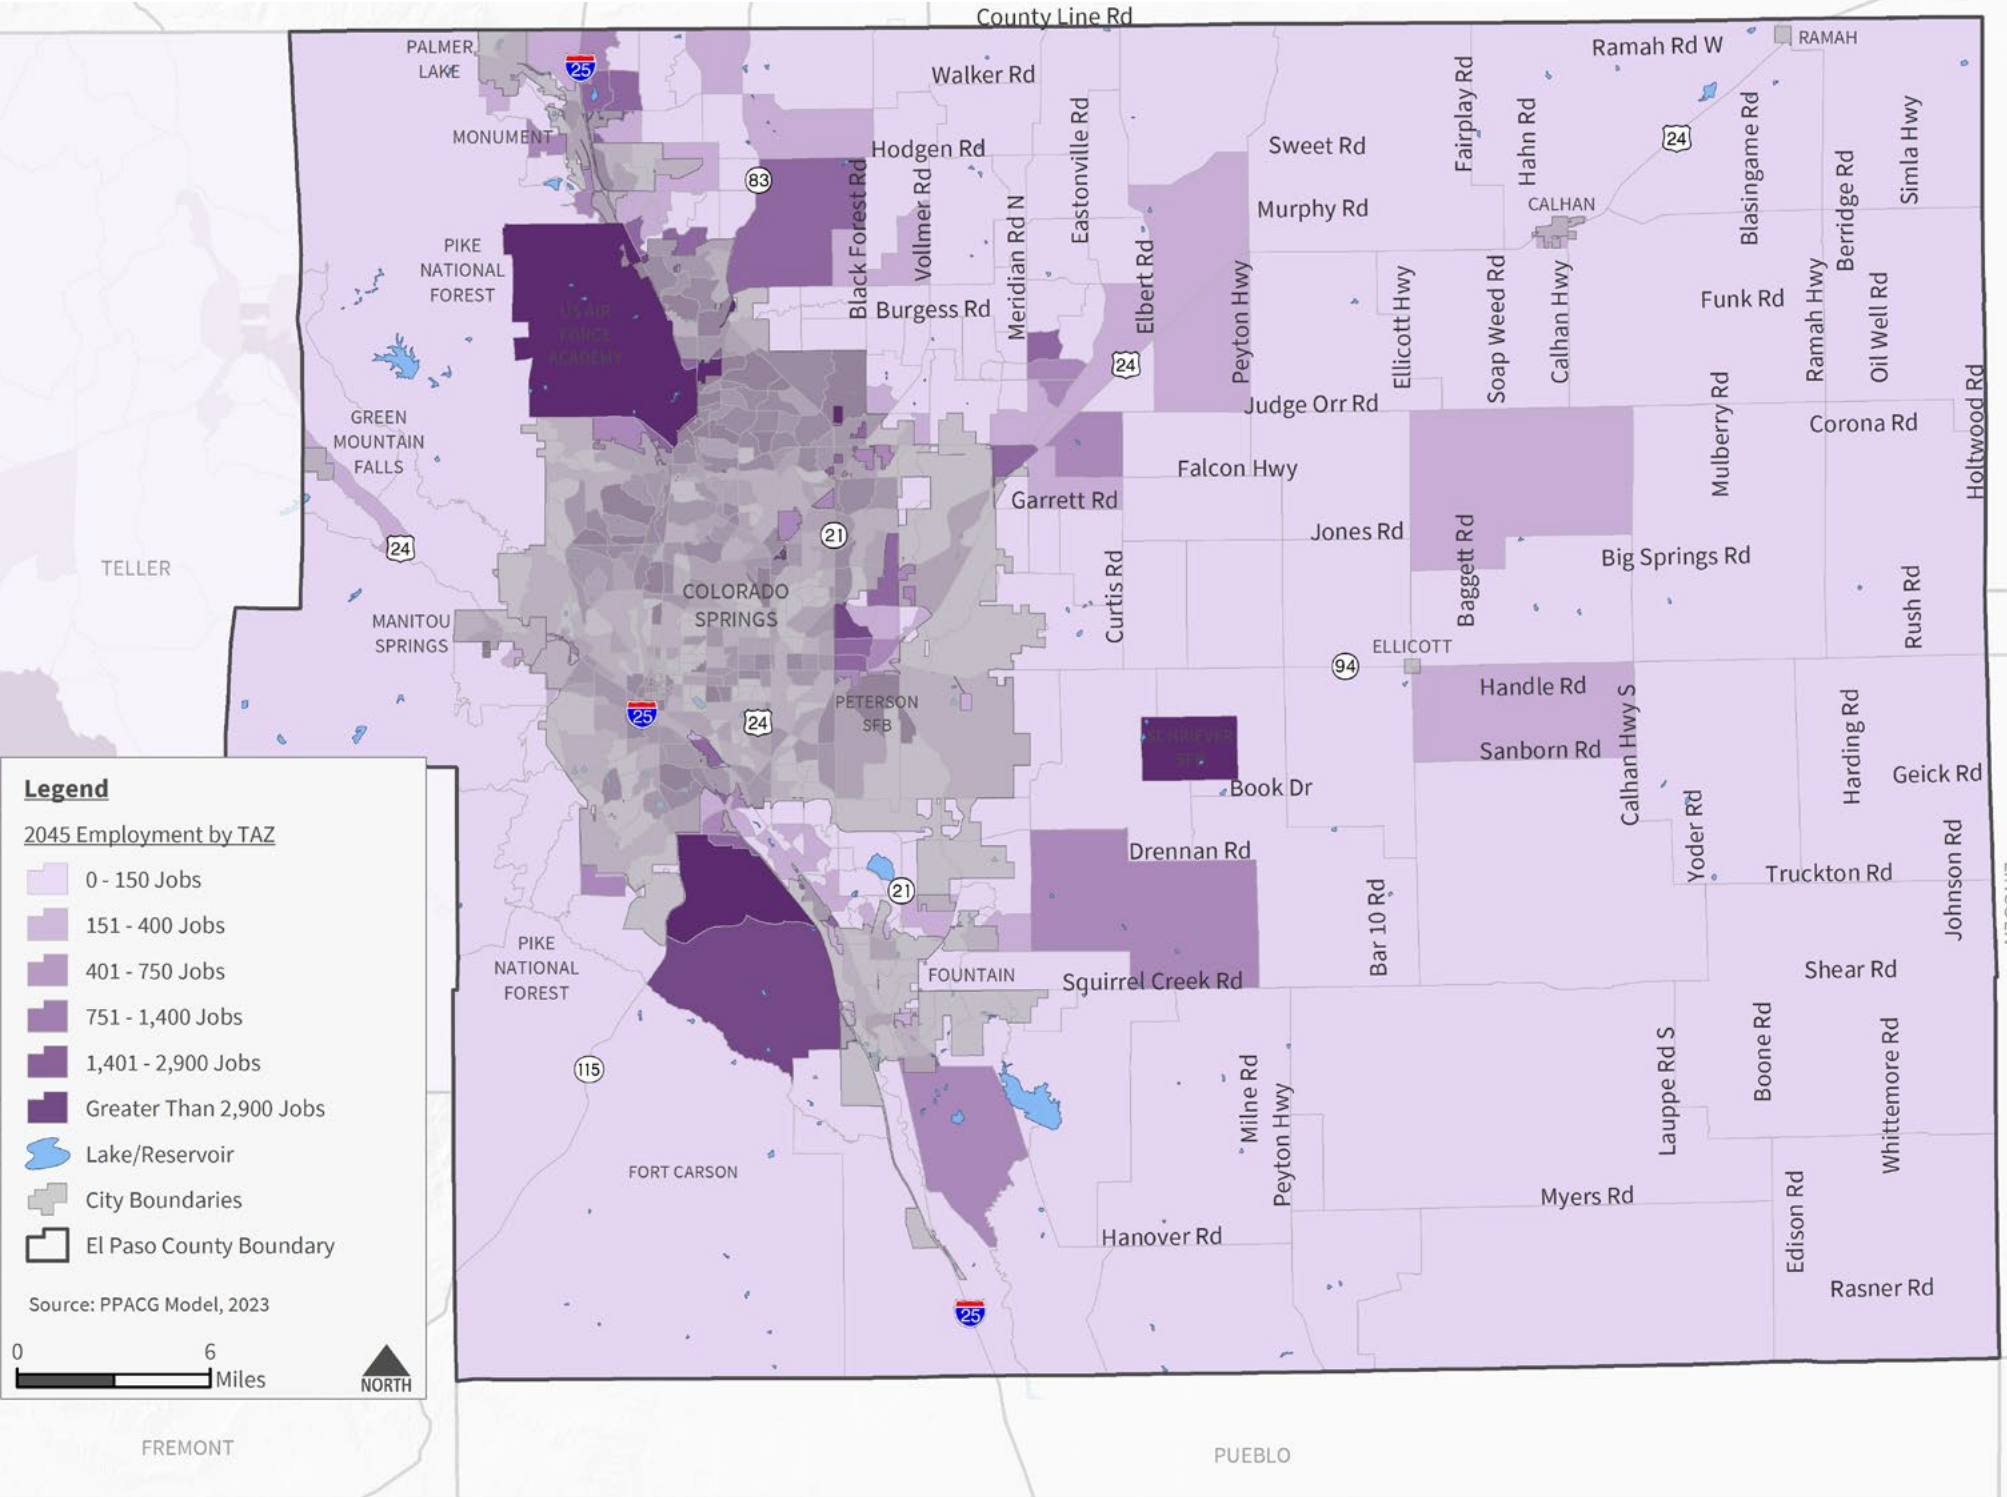 County Line Rd
PALMER
LAKE
25
Walker Rd
Fairplay Rd
Ramah Rd W
RAMAH
MONUMENT
83
Hodgen Rd
Black Forest Rd
Vollmer Rd
Meridian Rd N
Eastonville Rd
Elbert Rd
Peyton Hwy
Sweet Rd
Murphy Rd
Hahn Rd
CALHAN
24
Blasingame Rd
Berridge Rd
Simla Hwy
PIKE
NATIONAL
FOREST
US AIR
FORCE
ACADEMY
Burgess Rd
24
Ellicott Hwy
Soap Weed Rd
Calhan Hwy
Funk Rd
Ramah Hwy
Oil Well Rd
Holtwood Rd
GREEN
MOUNTAIN
FALLS
Judge Orr Rd
Mulberry Rd
Corona Rd
Falcon Hwy
Garrett Rd
21
24
Jones Rd
Baggett Rd
Big Springs Rd
TELLER
COLORADO
SPRINGS
Curtis Rd
Rush Rd
MANITOU
SPRINGS
ELLICOTT
94
25
24
PETERSON
SFB
Handle Rd
Sanborn Rd
Calhan Hwy S
SCHRIEVER
SFB
Book Dr
Harding Rd
Geick Rd
Yoder Rd
Drennan Rd
Truckton Rd
Johnson Rd
21
Bar 10 Rd
PIKE
NATIONAL
FOREST
FOUNTAIN
Squirrel Creek Rd
Shear Rd
115
Milne Rd
Peyton Hwy
Lauppe Rd S
Boone Rd
Whittemore Rd
FORT CARSON
Myers Rd
Edison Rd
Hanover Rd
Rasner Rd
25
Legend
2045 Employment by TAZ
0 - 150 Jobs
151 - 400 Jobs
401 - 750 Jobs
751 - 1,400 Jobs
1,401 - 2,900 Jobs
Greater Than 2,900 Jobs
Lake/Reservoir
City Boundaries
El Paso County Boundary
Source: PPACG Model, 2023
0 6
Miles
NORTH
FREMONT
PUEBLO